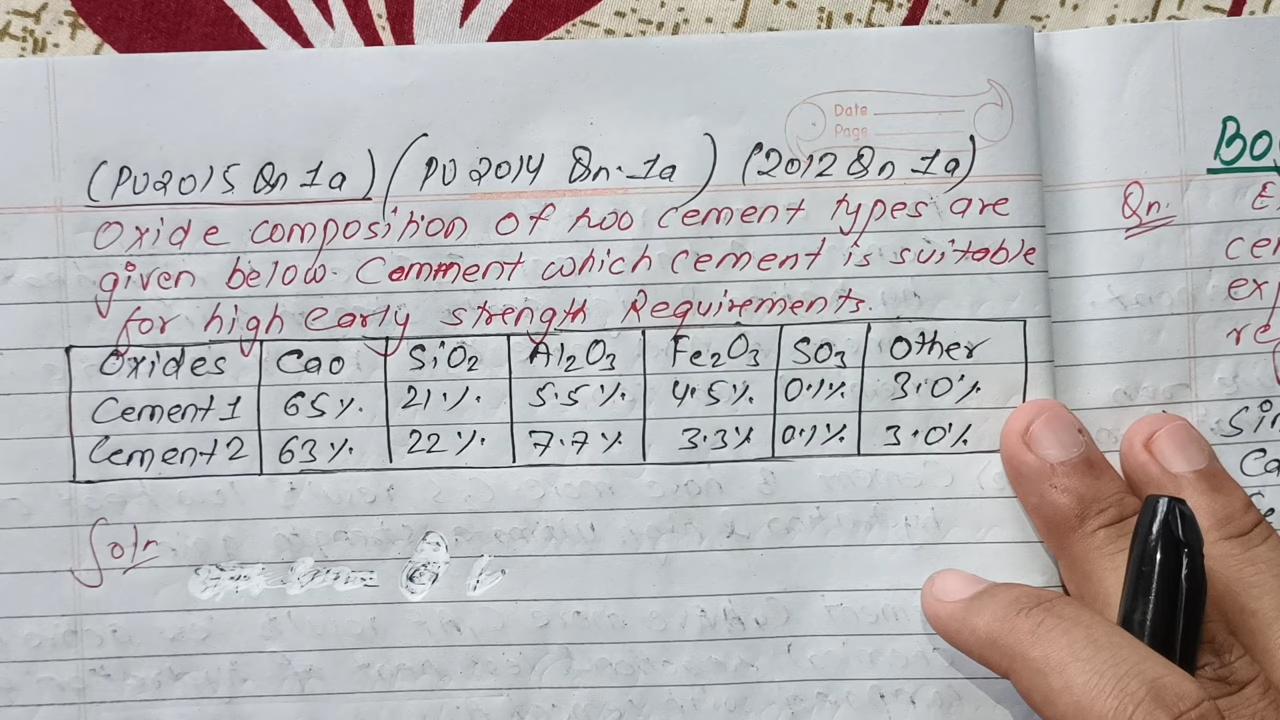 Date
Page
(PU2015 Qn 1a) (PU 2014 Qn. 1a) (2012 Qn 1a)
Oxide composition of two cement types are
given below. Comment which cement is suitable
for high early strength Requirements.
Oxides CaO SiO₂ Al₂O₃ Fe₂O₃ SO₃ Other
Cement 1 65%. 21%. 5.5%. 4.5%. 0.1%. 3.0%.
Cement 2 63%. 22%. 7.7%. 3.3% 0.1%. 3.0%.
Soln
Qn.